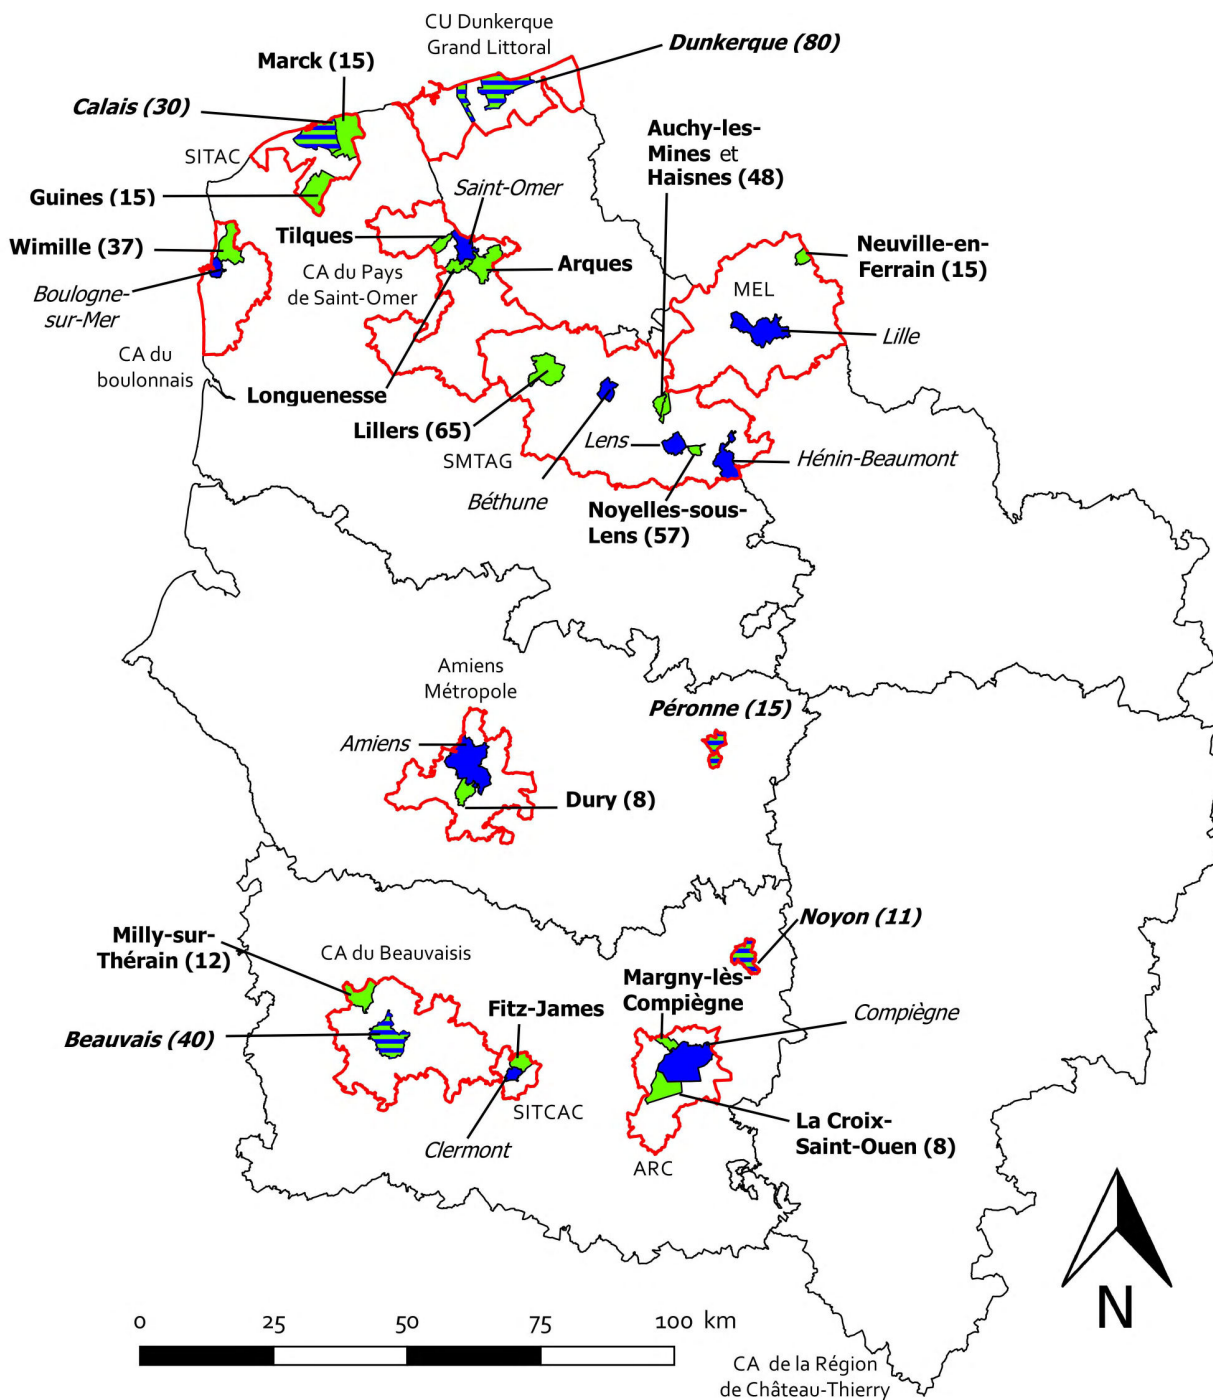 CU Dunkerque
Grand Littoral
Dunkerque (80)
Marck (15)
Calais (30)
SITAC
Auchy-les-
Mines et
Haisnes (48)
Guines (15)
Saint-Omer
Wimille (37)
Tilques
Arques
Neuville-en-
Ferrain (15)
CA du Pays
de Saint-Omer
MEL
Boulogne-
sur-Mer
Lille
CA du
boulonnais
Longuenesse
Lillers (65)
Lens
SMTAG
Hénin-Beaumont
Béthune
Noyelles-sous-
Lens (57)
Amiens
Métropole
Péronne (15)
Amiens
Dury (8)
Noyon (11)
Milly-sur-
Thérain (12)
CA du Beauvaisis
Margny-lès-
Compiègne
Fitz-James
Compiègne
Beauvais (40)
SITCAC
Clermont
La Croix-
Saint-Ouen (8)
ARC
N
0 25 50 75 100 km
CA de la Région
de Château-Thierry